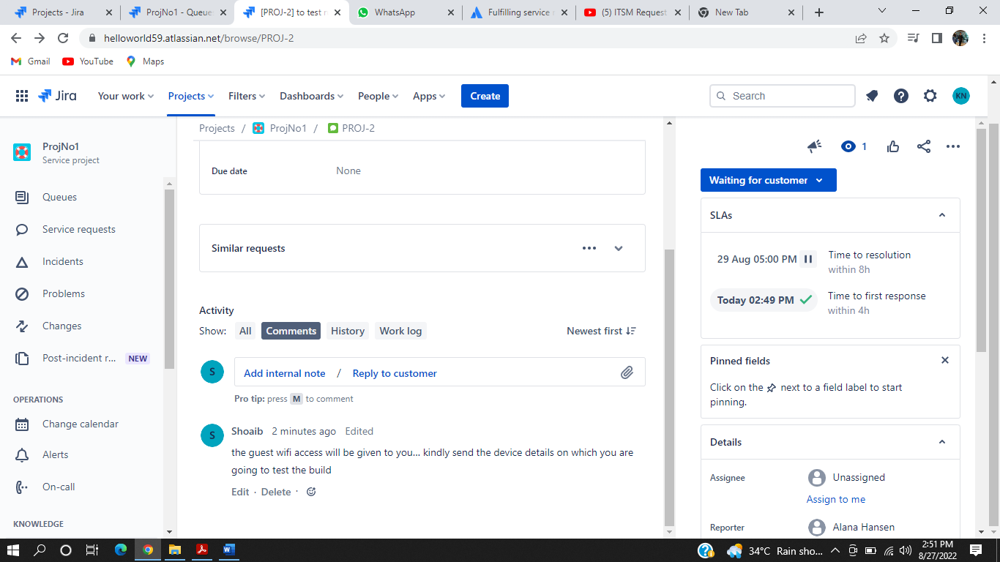 Projects - Jira
ProjNo1 - Queue
[PROJ-2] to test
WhatsApp
Fulfilling service
(5) ITSM Request
New Tab
helloworld59.atlassian.net/browse/PROJ-2
Gmail
YouTube
Maps
Jira
Your work
Projects
Filters
Dashboards
People
Apps
Create
Search
KN
ProjNo1
Service project
Queues
Service requests
Incidents
Problems
Changes
Post-incident r... NEW
OPERATIONS
Change calendar
Alerts
On-call
KNOWLEDGE
Projects / ProjNo1 / PROJ-2
Due date None
Similar requests
Activity
Show: All Comments History Work log Newest first
S
Add internal note / Reply to customer
Pro tip: press M to comment
S
Shoaib 2 minutes ago Edited
the guest wifi access will be given to you... kindly send the device details on which you are
going to test the build
Edit · Delete ·
1
Waiting for customer
SLAs
29 Aug 05:00 PM Time to resolution
within 8h
Today 02:49 PM Time to first response
within 4h
Pinned fields
Click on the next to a field label to start
pinning.
Details
Assignee Unassigned
Assign to me
Reporter Alana Hansen
34°C Rain sho...
2:51 PM
8/27/2022